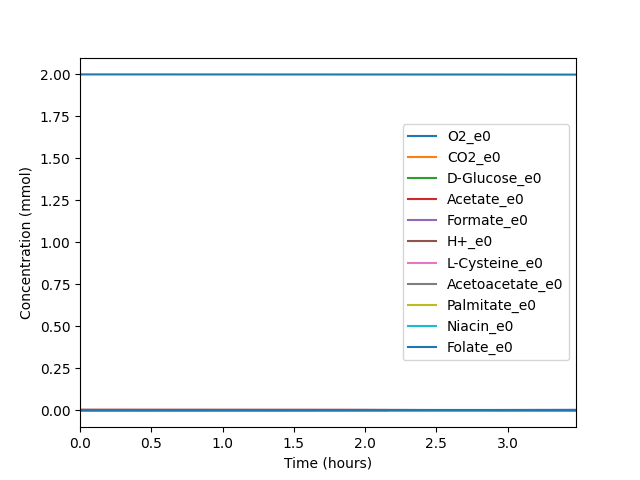 2.00
1.75
1.50
1.25
1.00
0.75
0.50
0.25
0.00
Concentration (mmol)
O2_e0
CO2_e0
D-Glucose_e0
Acetate_e0
Formate_e0
H+_e0
L-Cysteine_e0
Acetoacetate_e0
Palmitate_e0
Niacin_e0
Folate_e0
0.0 0.5 1.0 1.5 2.0 2.5 3.0
Time (hours)